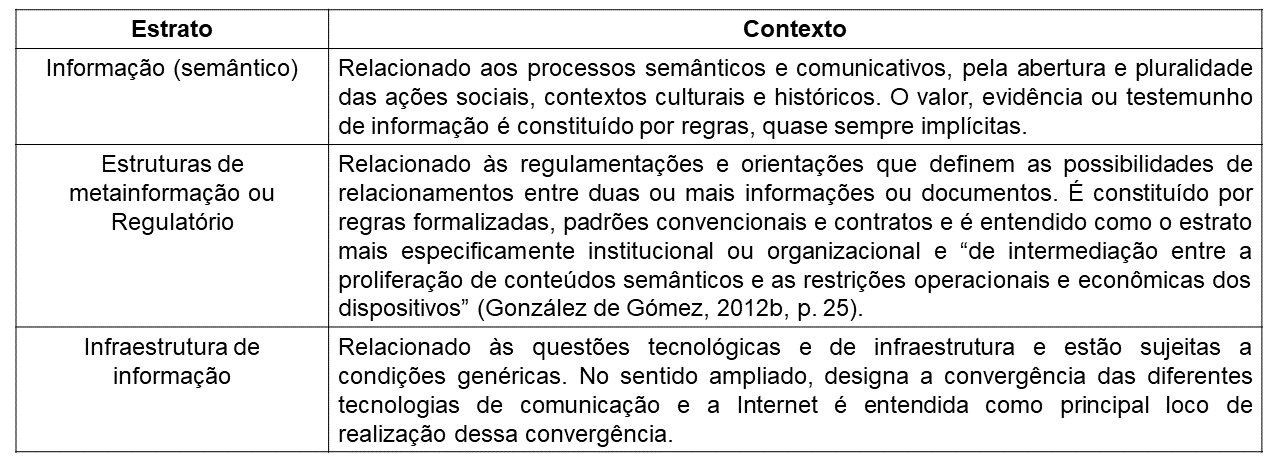 Estrato
Contexto
Informação (semântico)
Relacionado aos processos semânticos e comunicativos, pela abertura e pluralidade
das ações sociais, contextos culturais e históricos. O valor, evidência ou testemunho
de informação é constituído por regras, quase sempre implícitas.
Estruturas de
metainformação ou
Regulatório
Relacionado às regulamentações e orientações que definem as possibilidades de
relacionamentos entre duas ou mais informações ou documentos. É constituído por
regras formalizadas, padrões convencionais e contratos e é entendido como o estrato
mais especificamente institucional ou organizacional e “de intermediação entre a
proliferação de conteúdos semânticos e as restrições operacionais e econômicas dos
dispositivos” (González de Gómez, 2012b, p. 25).
Infraestrutura de
informação
Relacionado às questões tecnológicas e de infraestrutura e estão sujeitas a
condições genéricas. No sentido ampliado, designa a convergência das diferentes
tecnologias de comunicação e a Internet é entendida como principal loco de
realização dessa convergência.